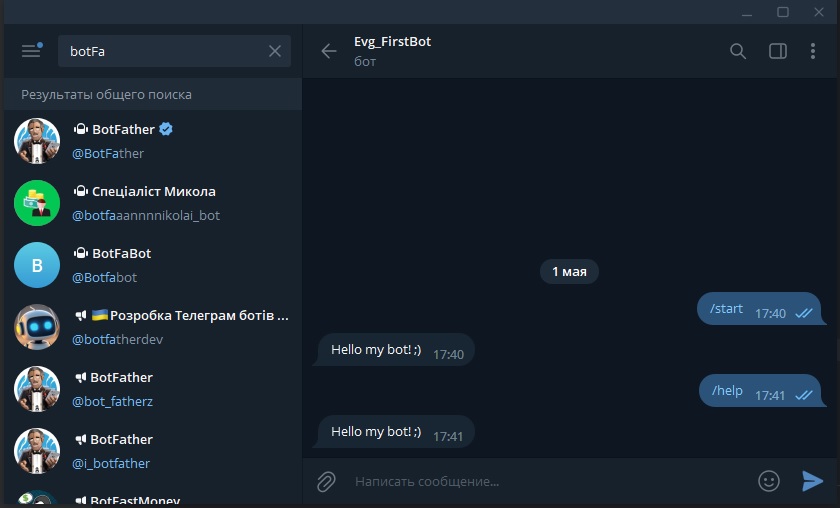 botFa
Результаты общего поиска
BotFather
@BotFather
Спеціаліст Микола
@botfaaannnnikolai_bot
B
BotFaBot
@Botfabot
Розробка Телеграм ботів ...
@botfatherdev
BotFather
@bot_fatherz
BotFather
@i_botfather
BotFastMoney
Evg_FirstBot
бот
1 мая
/start 17:40
Hello my bot! ;) 17:40
/help 17:41
Hello my bot! ;) 17:41
Написать сообщение...